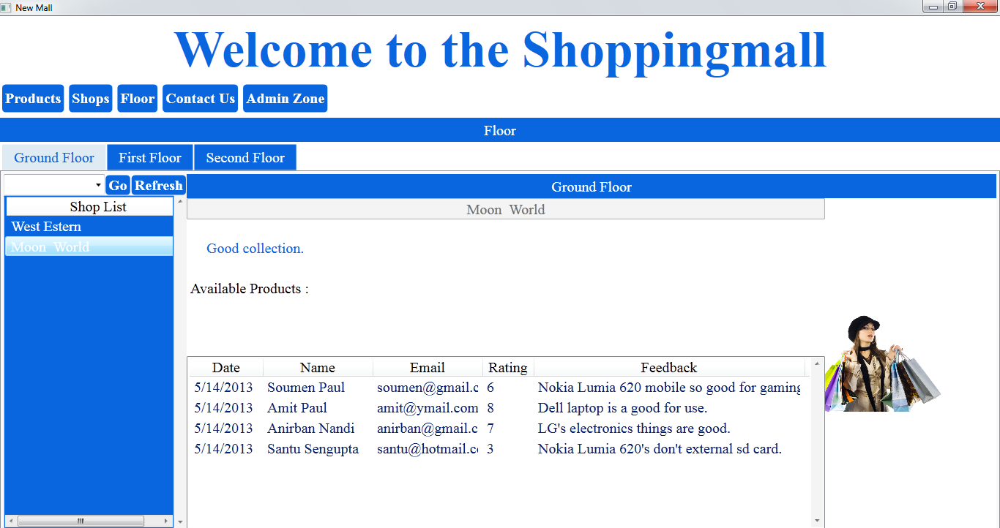 New Mall
Welcome to the Shoppingmall
Products Shops Floor Contact Us Admin Zone
Floor
Ground Floor First Floor Second Floor
Go Refresh Ground Floor
Shop List Moon World
West Estern
Moon World
Good collection.
Available Products :
Date Name Email Rating Feedback
5/14/2013 Soumen Paul soumen@gmail.c 6 Nokia Lumia 620 mobile so good for gaming
5/14/2013 Amit Paul amit@ymail.com 8 Dell laptop is a good for use.
5/14/2013 Anirban Nandi anirban@gmail.c 7 LG's electronics things are good.
5/14/2013 Santu Sengupta santu@hotmail.c 3 Nokia Lumia 620's don't external sd card.